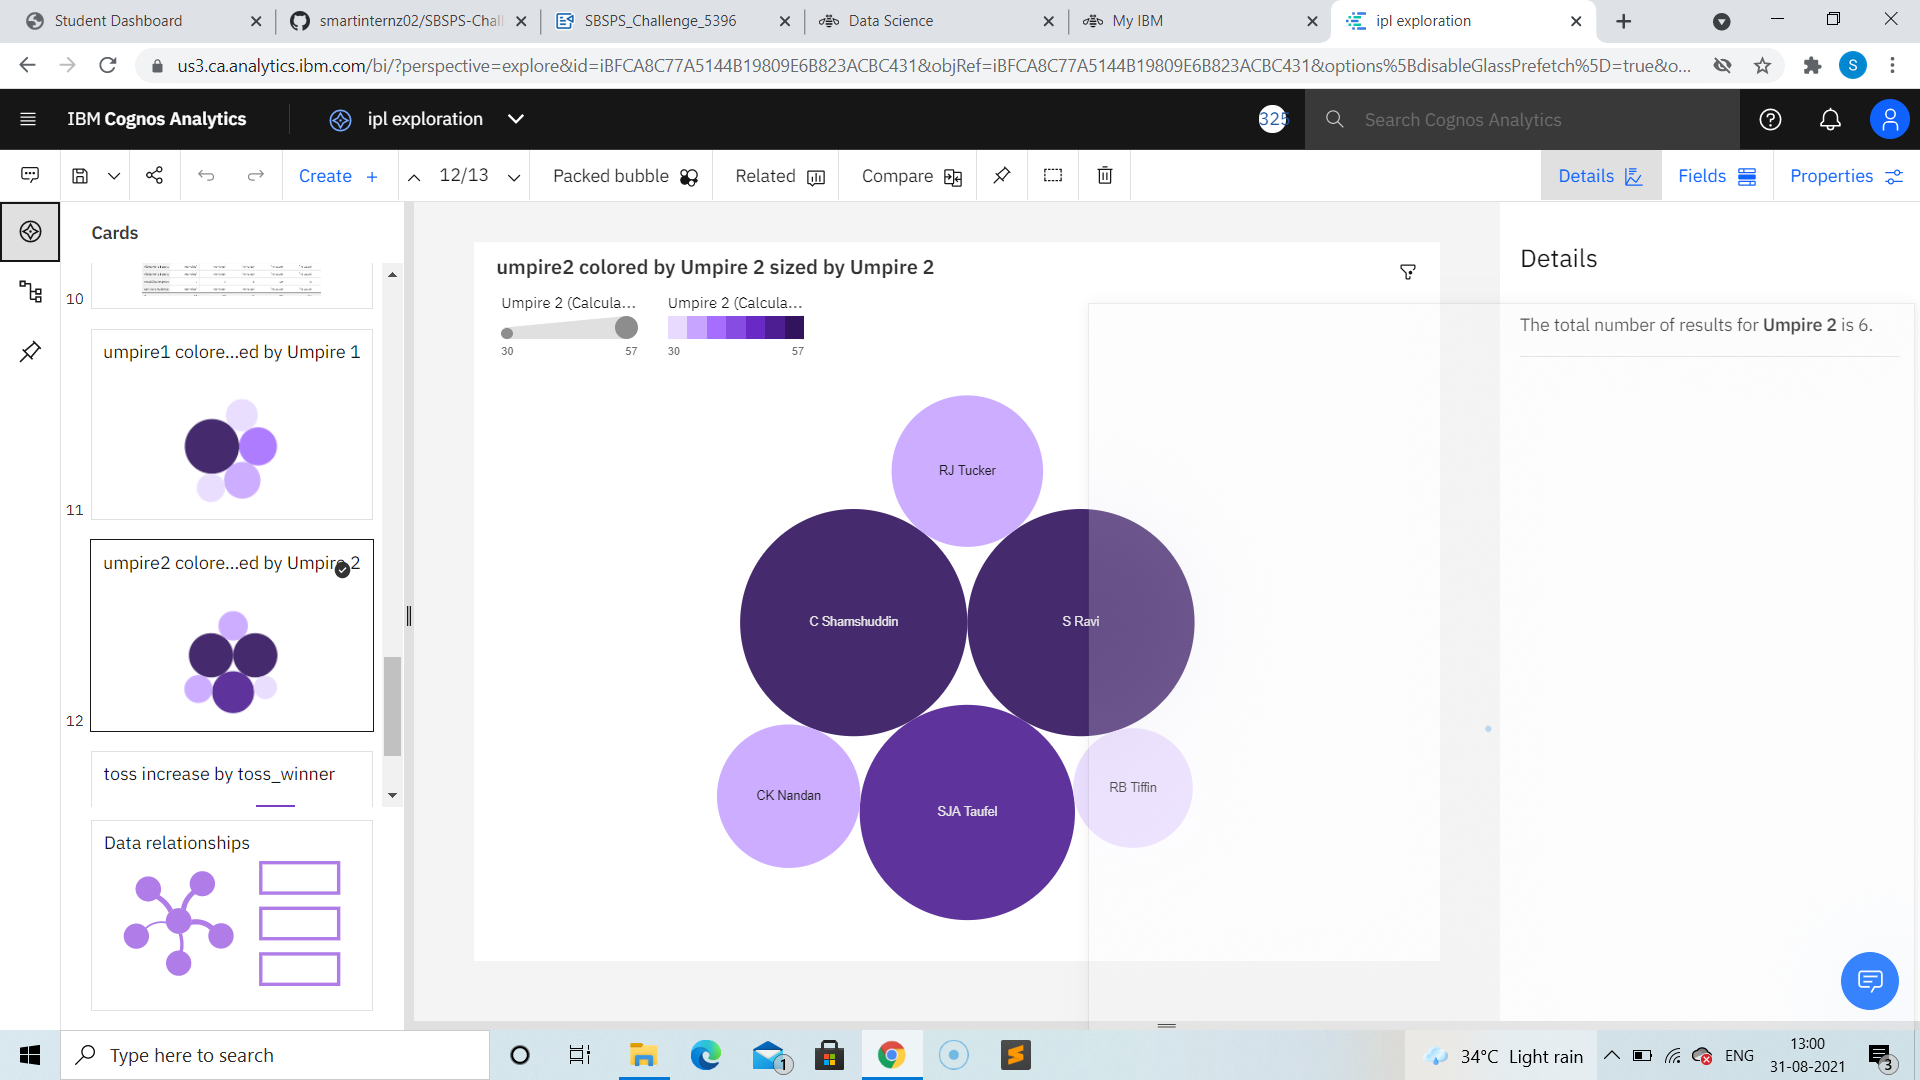 Student Dashboard
smartinternz02/SBSPS-Chall
SBSPS_Challenge_5396
Data Science
My IBM
ipl exploration
us3.ca.analytics.ibm.com/bi/?perspective=explore&id=iBFCA8C77A5144B19809E6B823ACBC431&objRef=iBFCA8C77A5144B19809E6B823ACBC431&options%5BdisableGlassPrefetch%5D=true&o...
S
IBM Cognos Analytics
ipl exploration
325
Search Cognos Analytics
Create +
12/13
Packed bubble
Related
Compare
Details
Fields
Properties
Cards
10
umpire1 colore...ed by Umpire 1
11
umpire2 colore...ed by Umpire 2
12
toss increase by toss_winner
Data relationships
umpire2 colored by Umpire 2 sized by Umpire 2
Umpire 2 (Calcula...
Umpire 2 (Calcula...
30 57
30 57
RJ Tucker
C Shamshuddin
S Ravi
CK Nandan
SJA Taufel
RB Tiffin
Details
The total number of results for Umpire 2 is 6.
Type here to search
1
34°C Light rain
ENG
13:00
31-08-2021
3